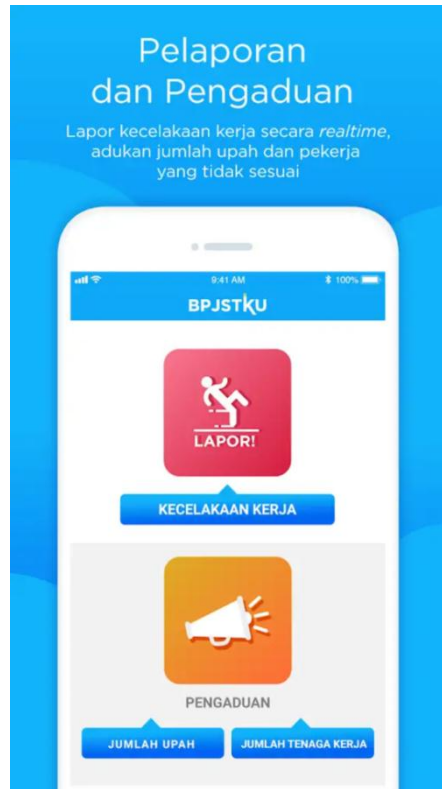 Pelaporan
dan Pengaduan
Lapor kecelakaan kerja secara realtime,
adukan jumlah upah dan pekerja
yang tidak sesuai
9:41 AM
100%
BPJSTKU
LAPOR!
KECELAKAAN KERJA
PENGADUAN
JUMLAH UPAH
JUMLAH TENAGA KERJA